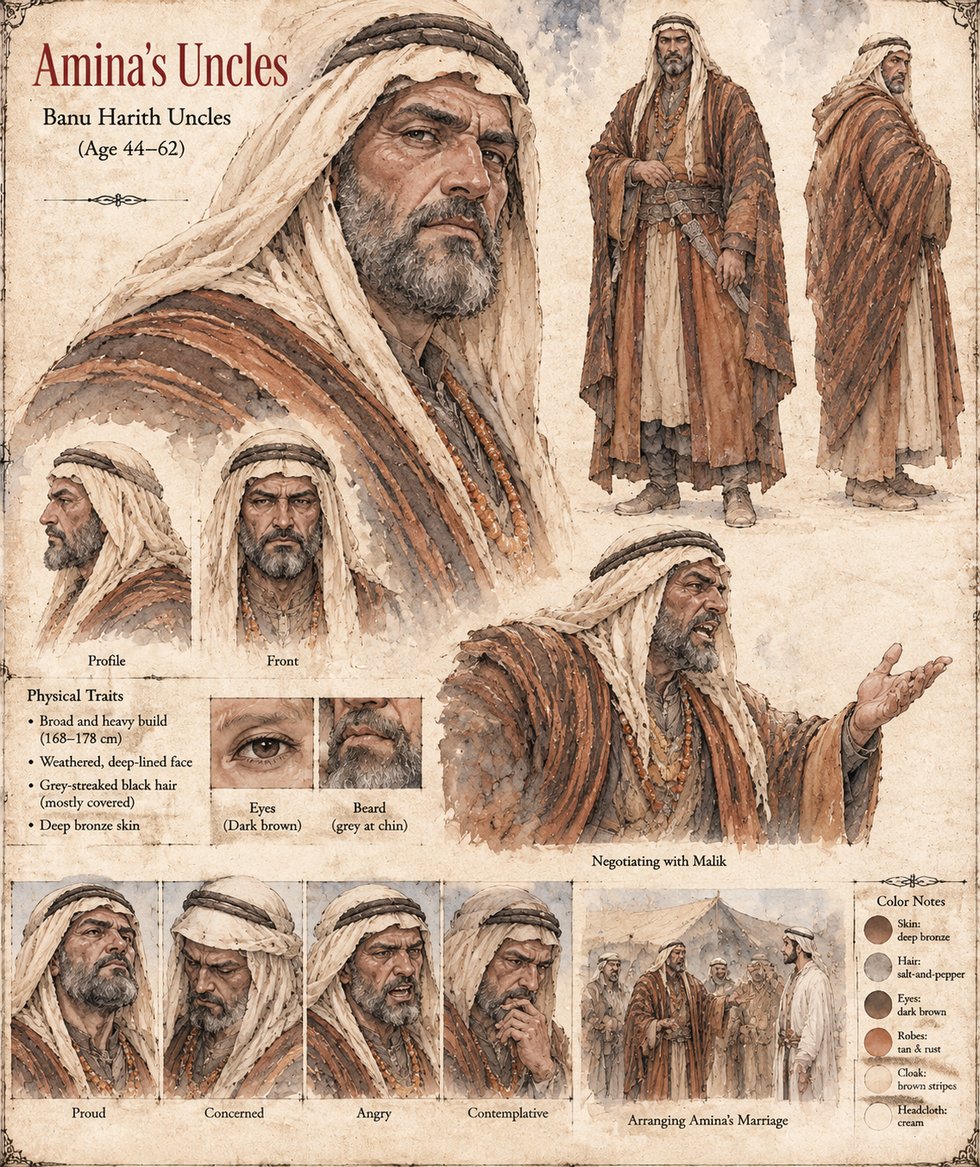 Amina's Uncles
Banu Harith Uncles
(Age 44–62)
Profile
Front
Physical Traits
• Broad and heavy build
(168–178 cm)
• Weathered, deep-lined face
• Grey-streaked black hair
(mostly covered)
• Deep bronze skin
Eyes
(Dark brown)
Beard
(grey at chin)
Negotiating with Malik
Proud
Concerned
Angry
Contemplative
Arranging Amina's Marriage
Color Notes
Skin:
deep bronze
Hair:
salt-and-pepper
Eyes:
dark brown
Robes:
tan & rust
Cloak:
brown stripes
Headcloth:
cream